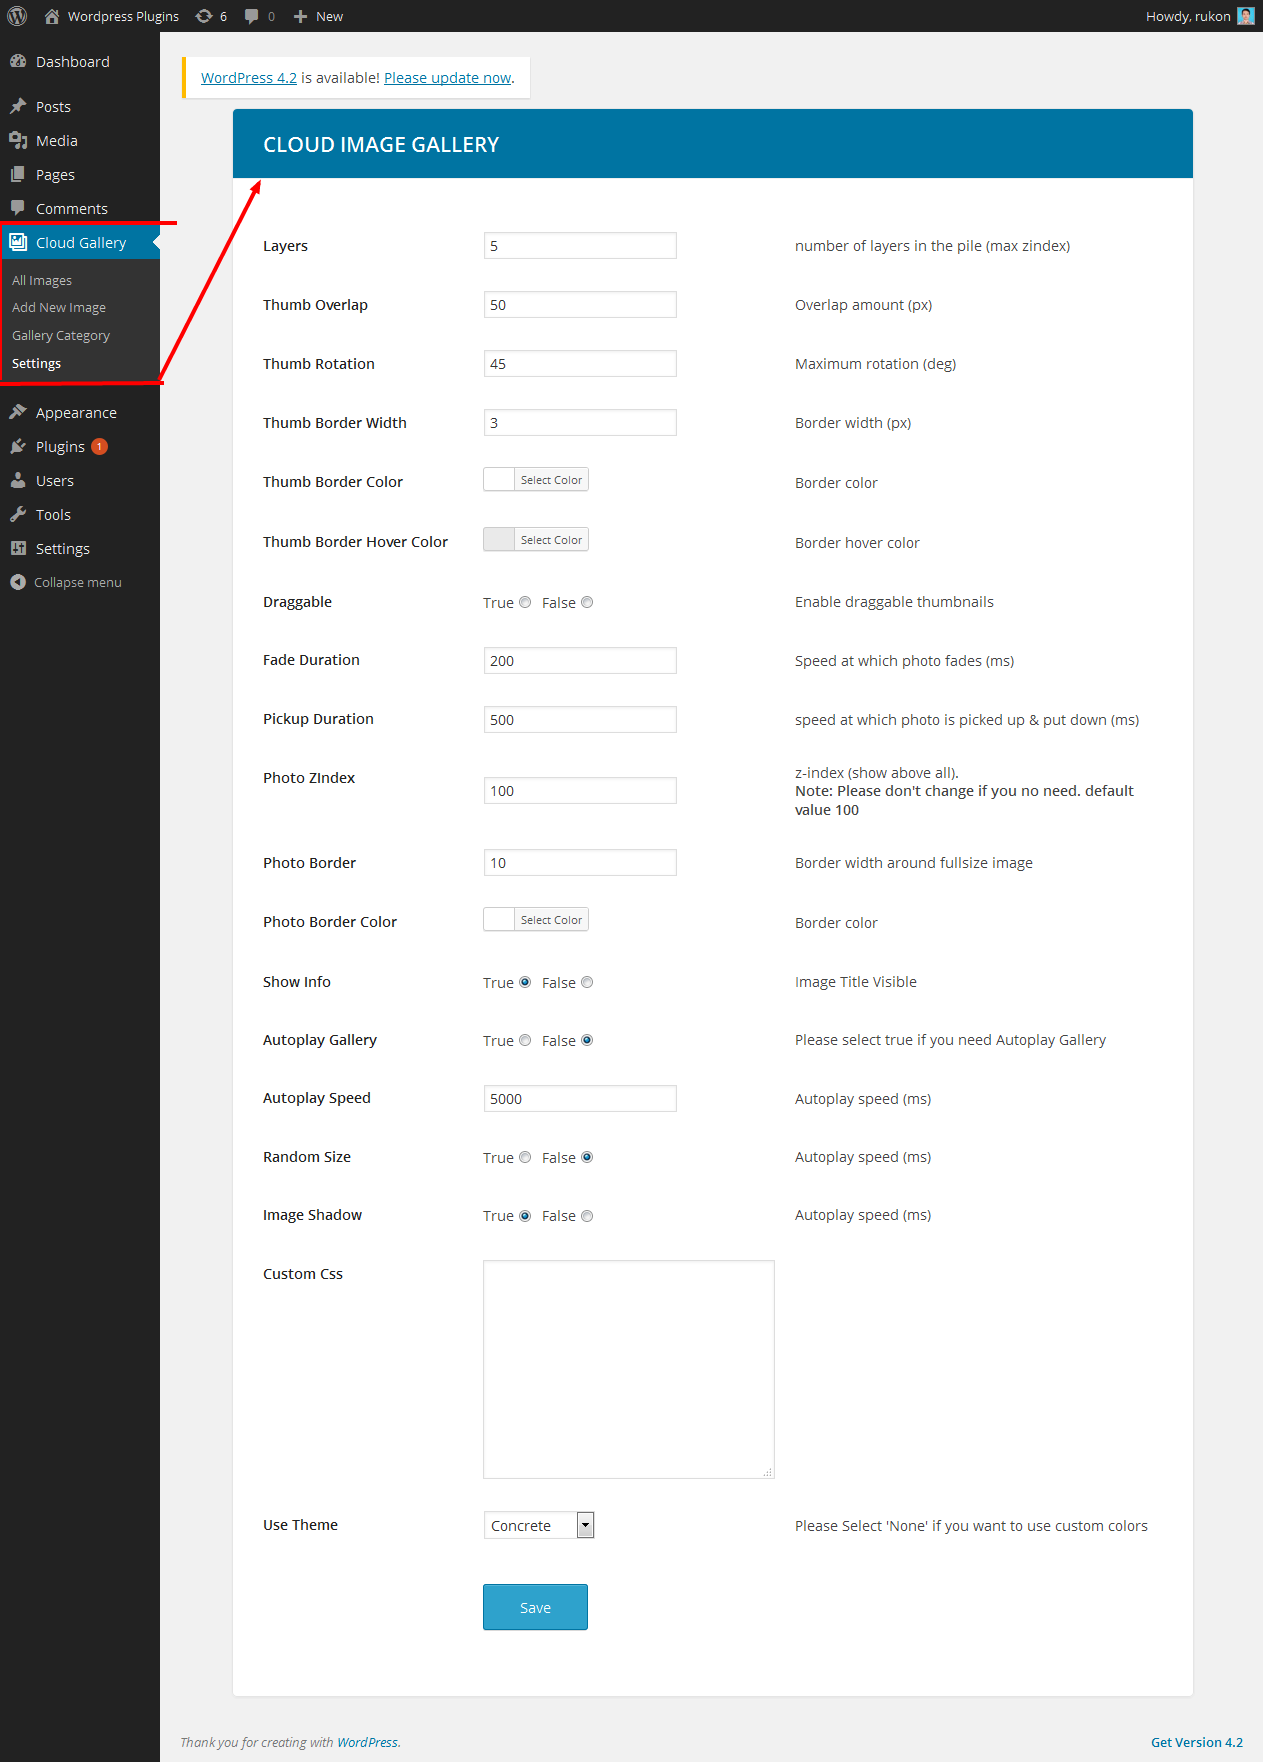 Wordpress Plugins 6 0 New Howdy, rukon
Dashboard
Posts
Media
Pages
Comments
Cloud Gallery
All Images
Add New Image
Gallery Category
Settings
Appearance
Plugins 1
Users
Tools
Settings
Collapse menu
WordPress 4.2 is available! Please update now.
CLOUD IMAGE GALLERY
Layers 5 number of layers in the pile (max zindex)
Thumb Overlap 50 Overlap amount (px)
Thumb Rotation 45 Maximum rotation (deg)
Thumb Border Width 3 Border width (px)
Thumb Border Color Select Color Border color
Thumb Border Hover Color Select Color Border hover color
Draggable True False Enable draggable thumbnails
Fade Duration 200 Speed at which photo fades (ms)
Pickup Duration 500 speed at which photo is picked up & put down (ms)
Photo ZIndex 100 z-index (show above all).
Note: Please don't change if you no need. default
value 100
Photo Border 10 Border width around fullsize image
Photo Border Color Select Color Border color
Show Info True False Image Title Visible
Autoplay Gallery True False Please select true if you need Autoplay Gallery
Autoplay Speed 5000 Autoplay speed (ms)
Random Size True False Autoplay speed (ms)
Image Shadow True False Autoplay speed (ms)
Custom Css
Use Theme Concrete Please Select 'None' if you want to use custom colors
Save
Thank you for creating with WordPress. Get Version 4.2